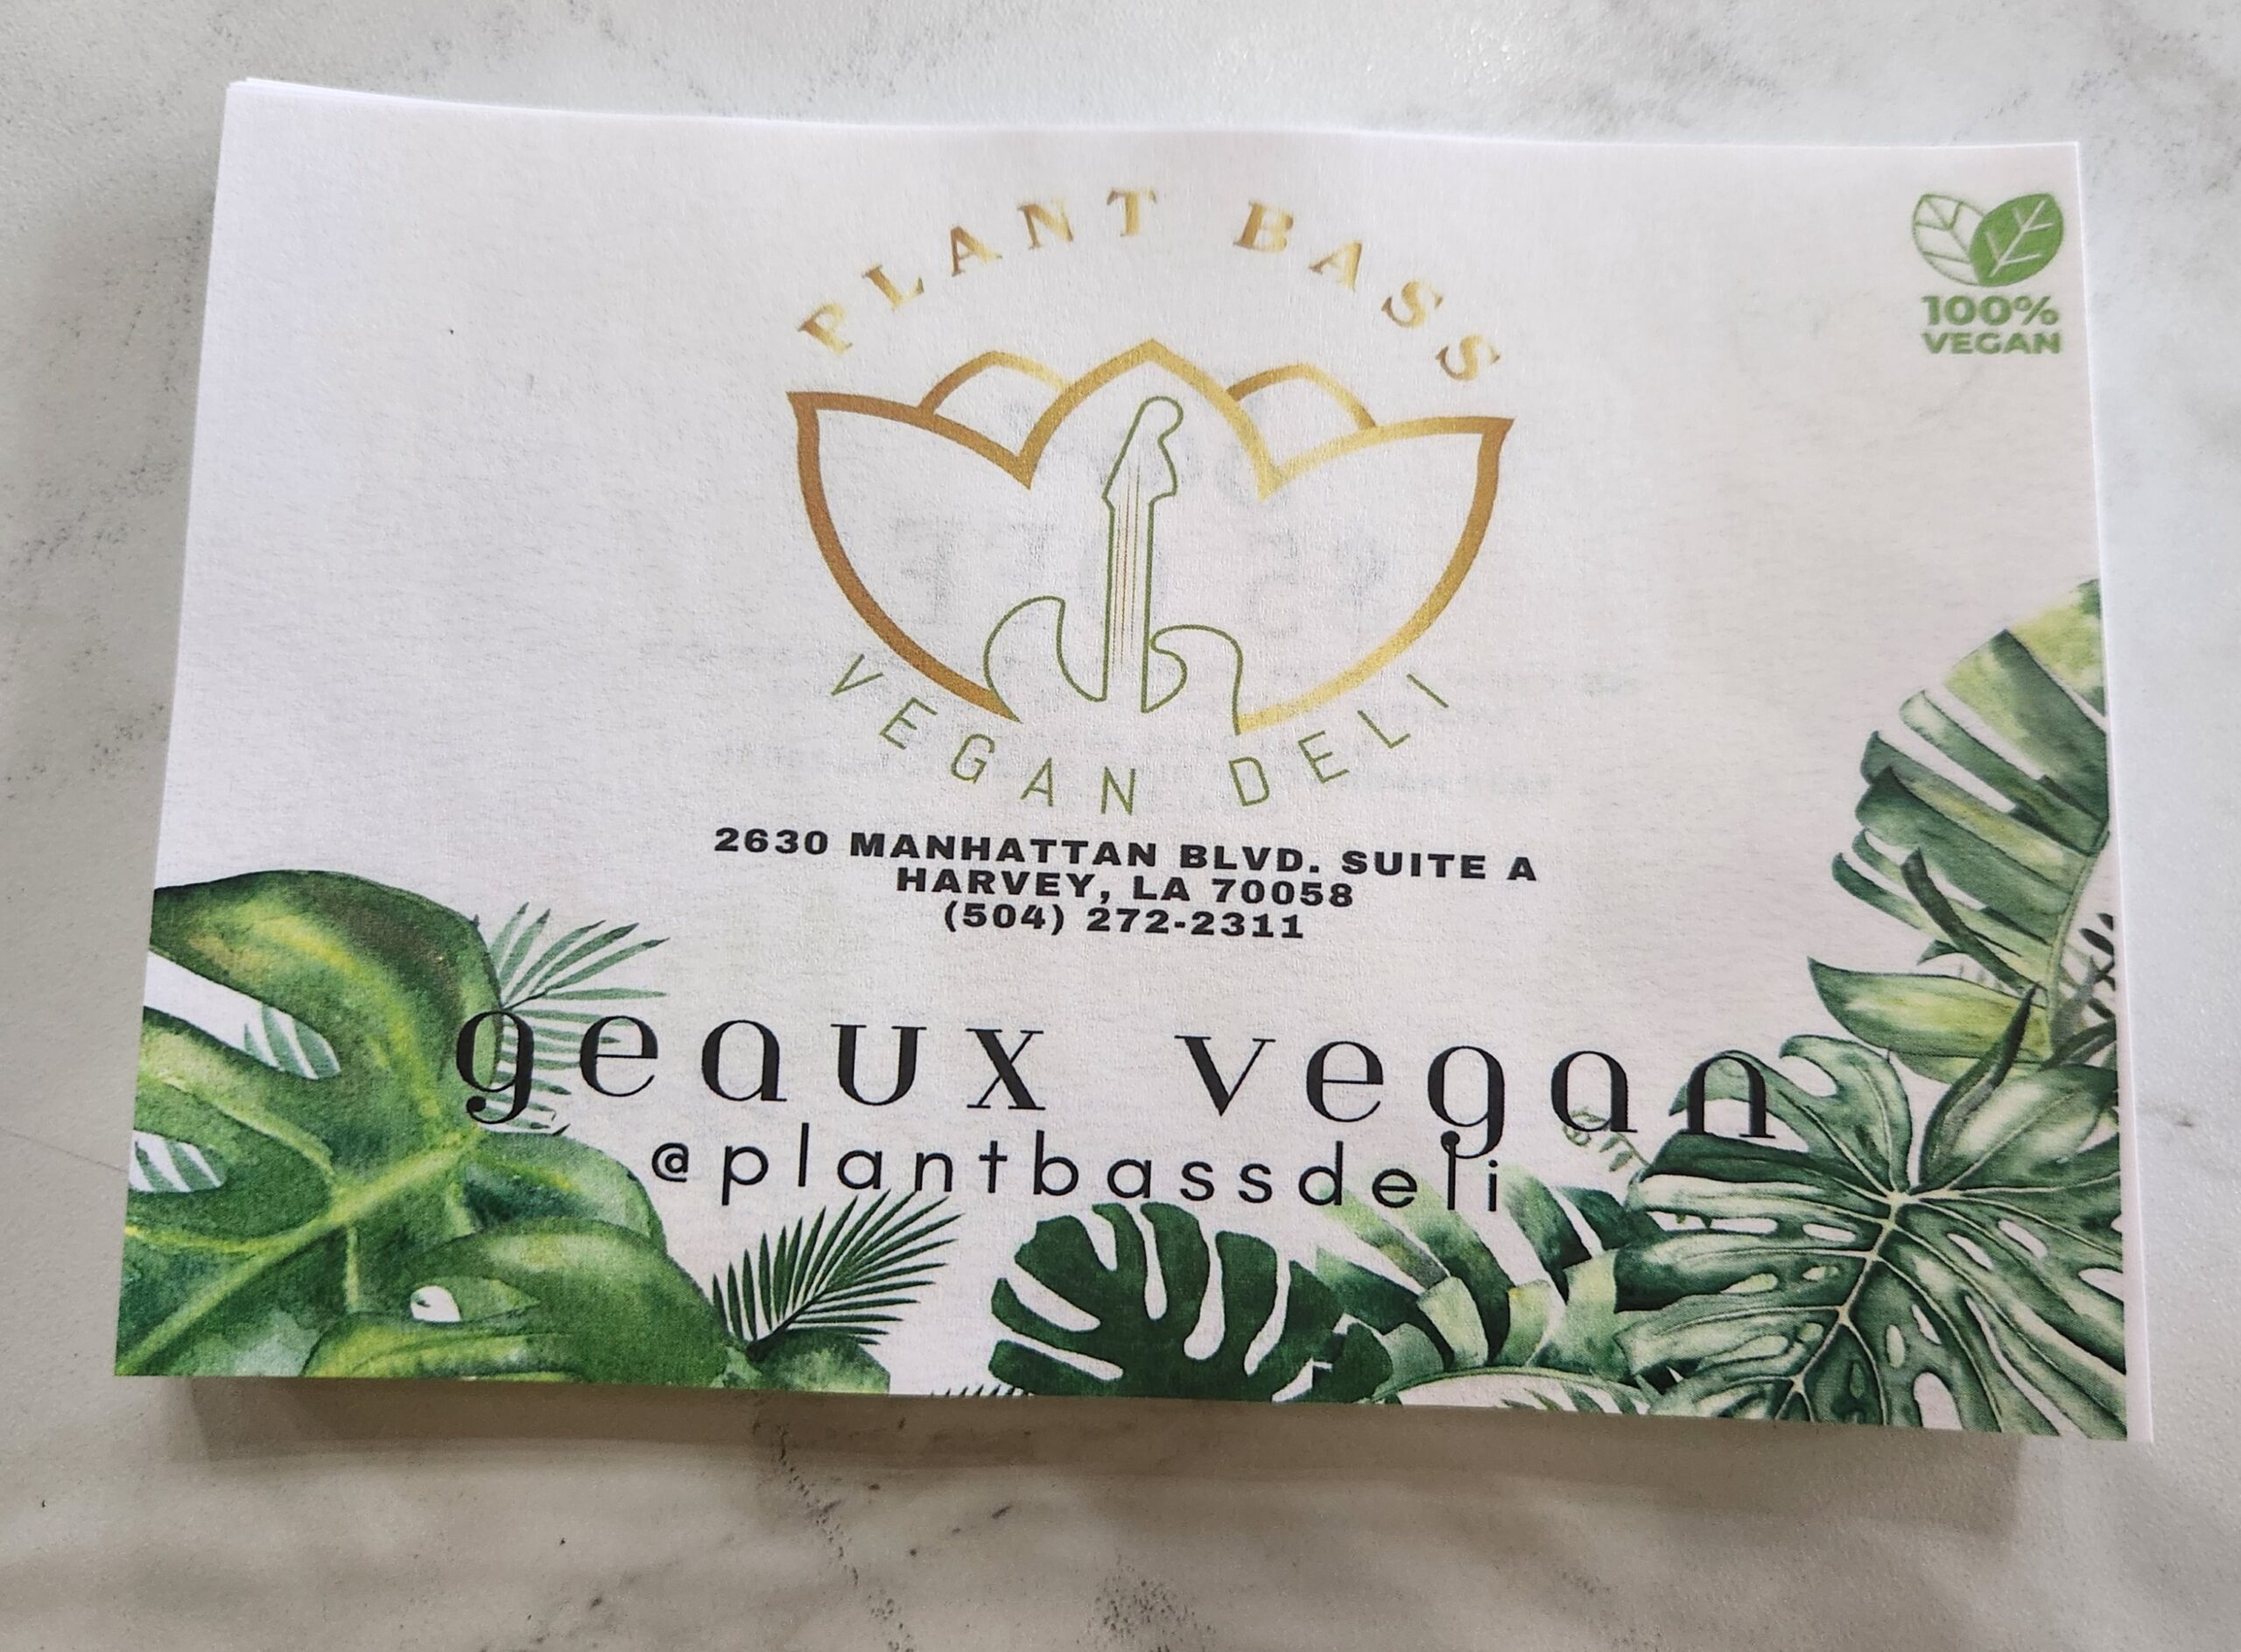 PLANT BASS
100%
VEGAN
VEGAN DELI
2630 MANHATTAN BLVD. SUITE A
HARVEY, LA 70058
(504) 272-2311
geaux vegan
@plantbassdeli